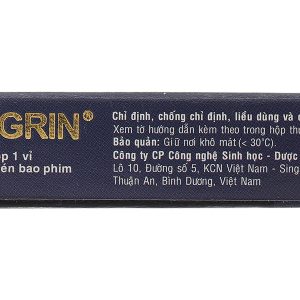 GRIN®
1 vỉ
bao phim
Chỉ định, chống chỉ định, liều dùng và
Xem tờ hướng dẫn kèm theo trong hộp
Bảo quản: Giữ nơi khô mát (< 30°C).
Công ty CP Công nghệ Sinh học - Dược
Lô 10, Đường số 5, KCN Việt Nam - Sing
Thuận An, Bình Dương, Việt Nam